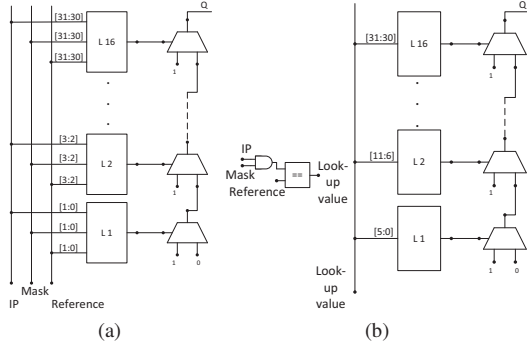 Q
[31:30]
[31:30]
L 16
[31:30]
1
[3:2]
[3:2]
L 2
[3:2]
1
[1:0]
[1:0]
L 1
[1:0]
1 0
Mask
IP Reference
(a)
IP
Mask
Reference
==
Look-
up
value
Q
[31:30]
L 16
1
[11:6]
L 2
1
[5:0]
L 1
1 0
Look-
up
value
(b)